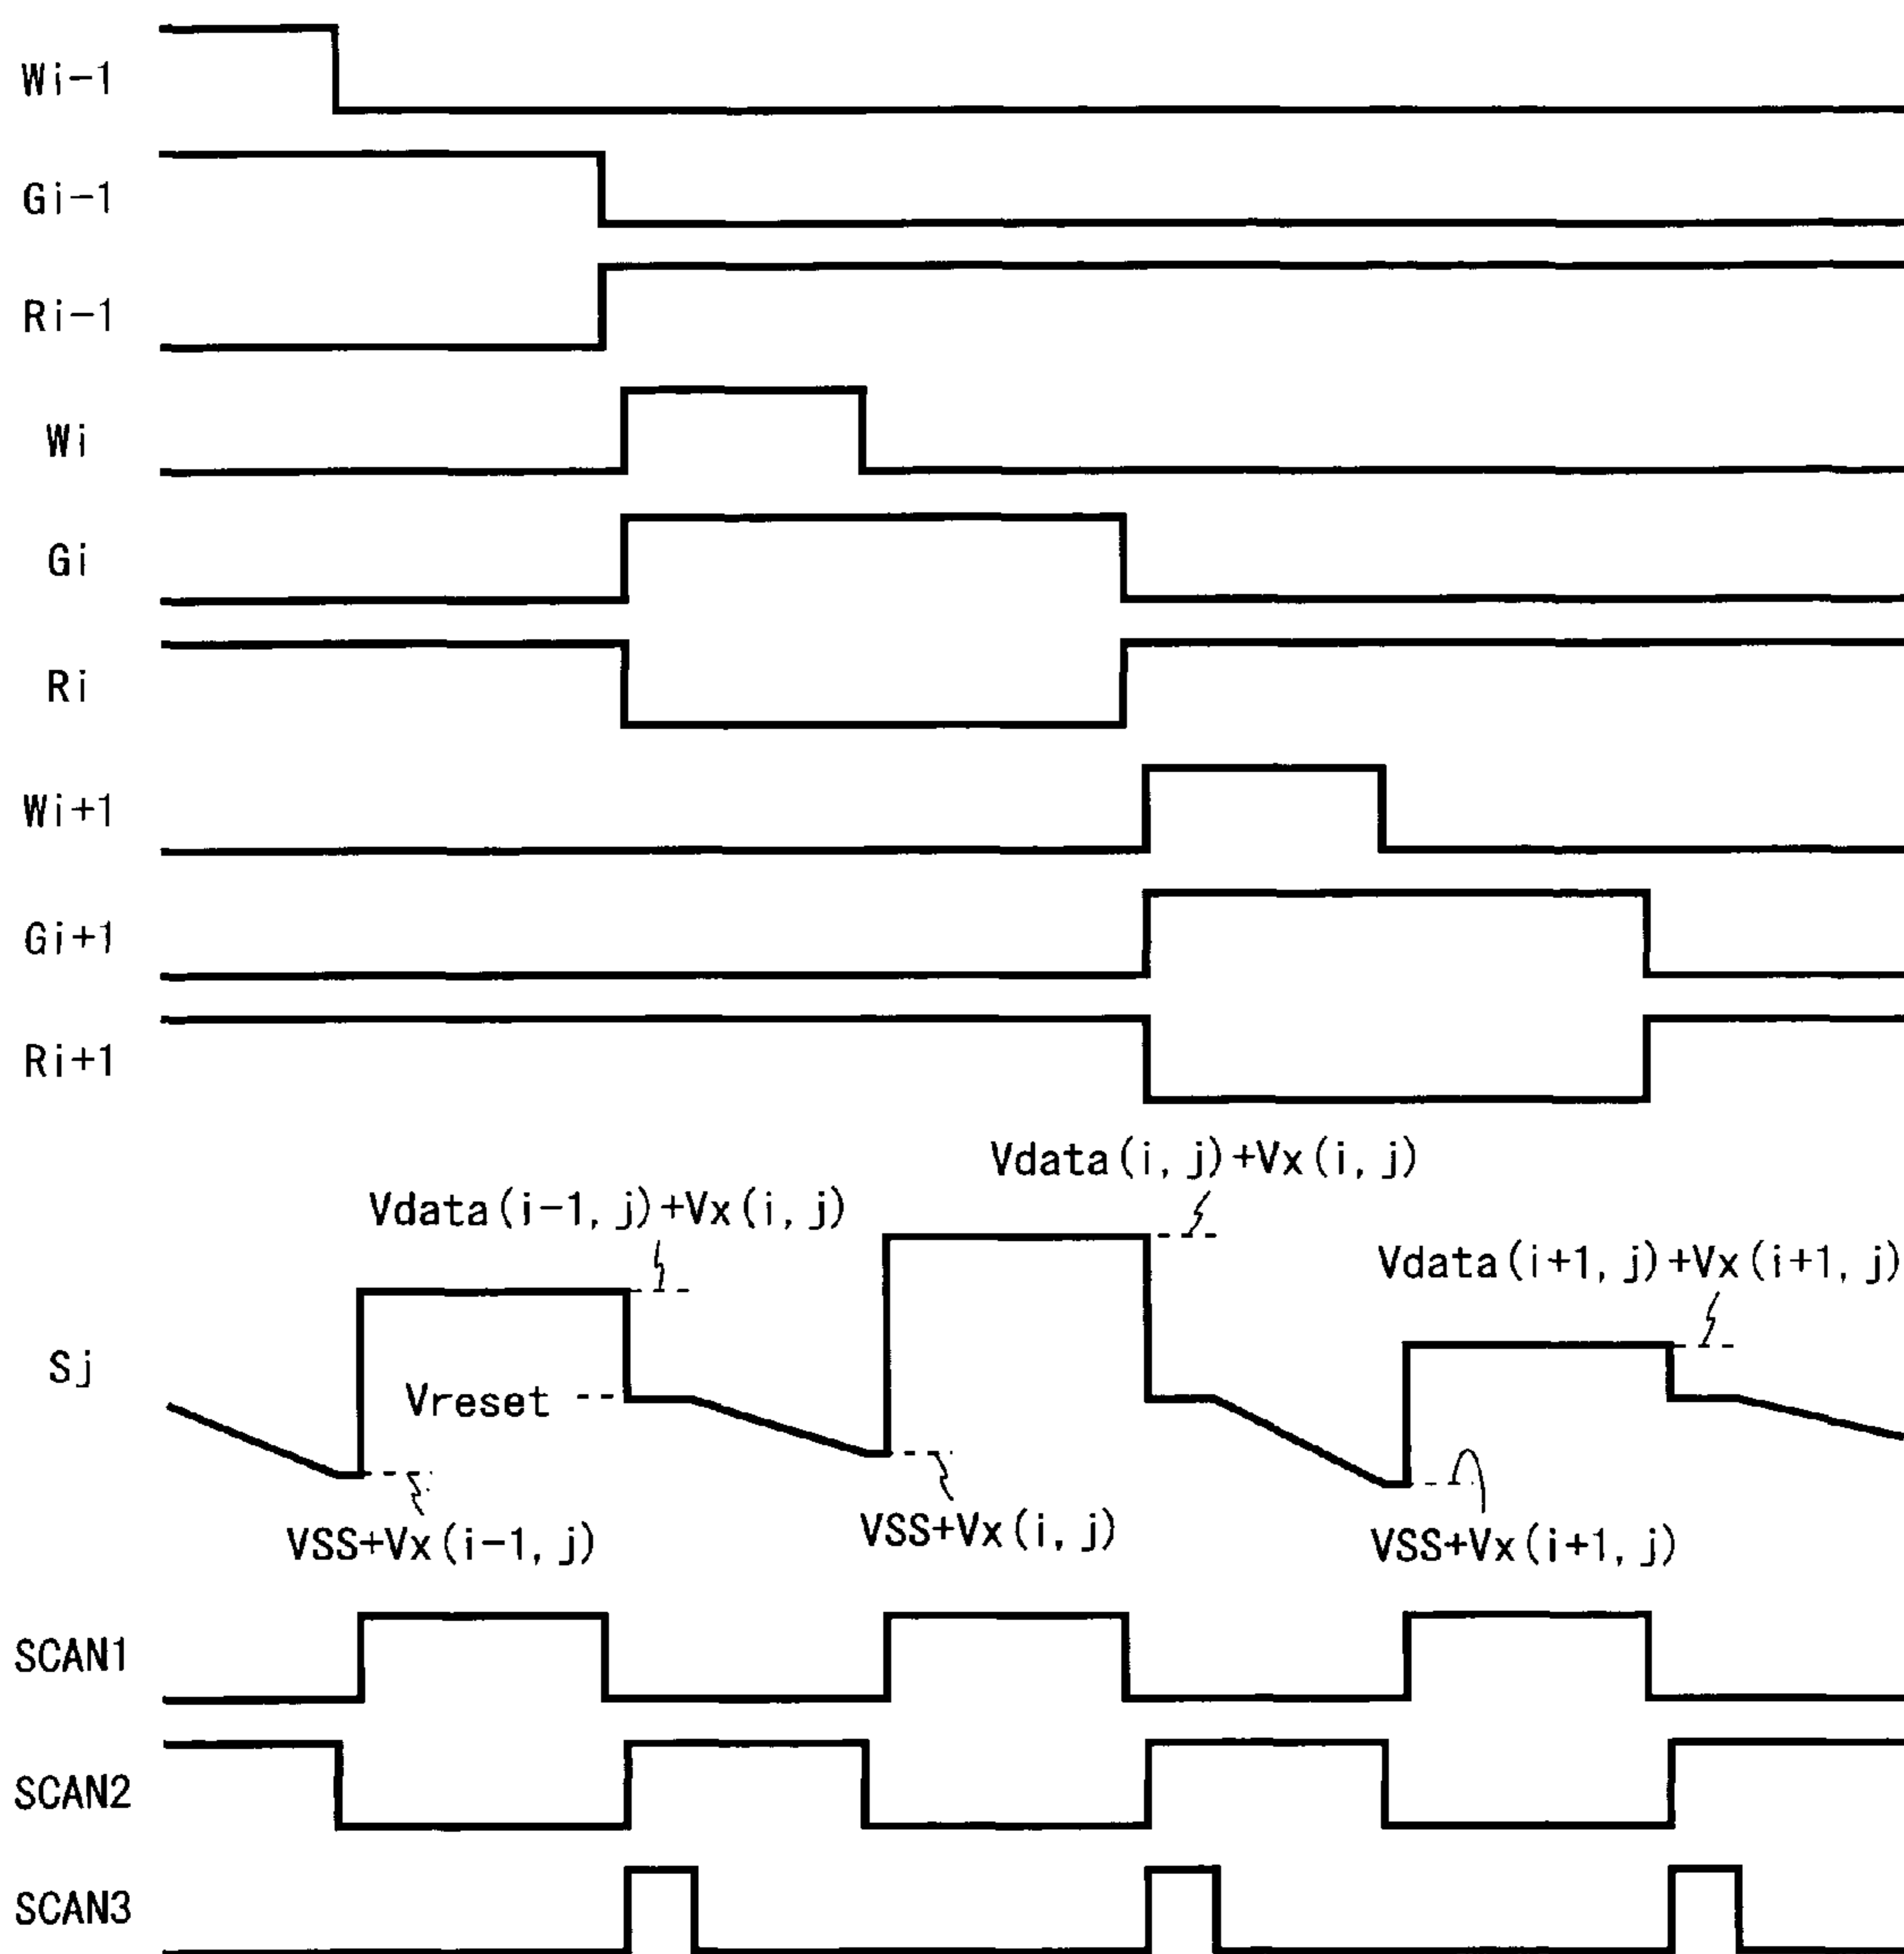 Wi-1
Gi-1
Ri-1
Wi
Gi
Ri
Wi+1
Gi+1
Ri+1
Vdata(i, j)+Vx(i, j)
Vdata(i-1, j)+Vx(i, j)
Vdata(i+1, j)+Vx(i+1, j)
Sj
Vreset
VSS+Vx(i-1, j)
VSS+Vx(i, j)
VSS+Vx(i+1, j)
SCAN1
SCAN2
SCAN3